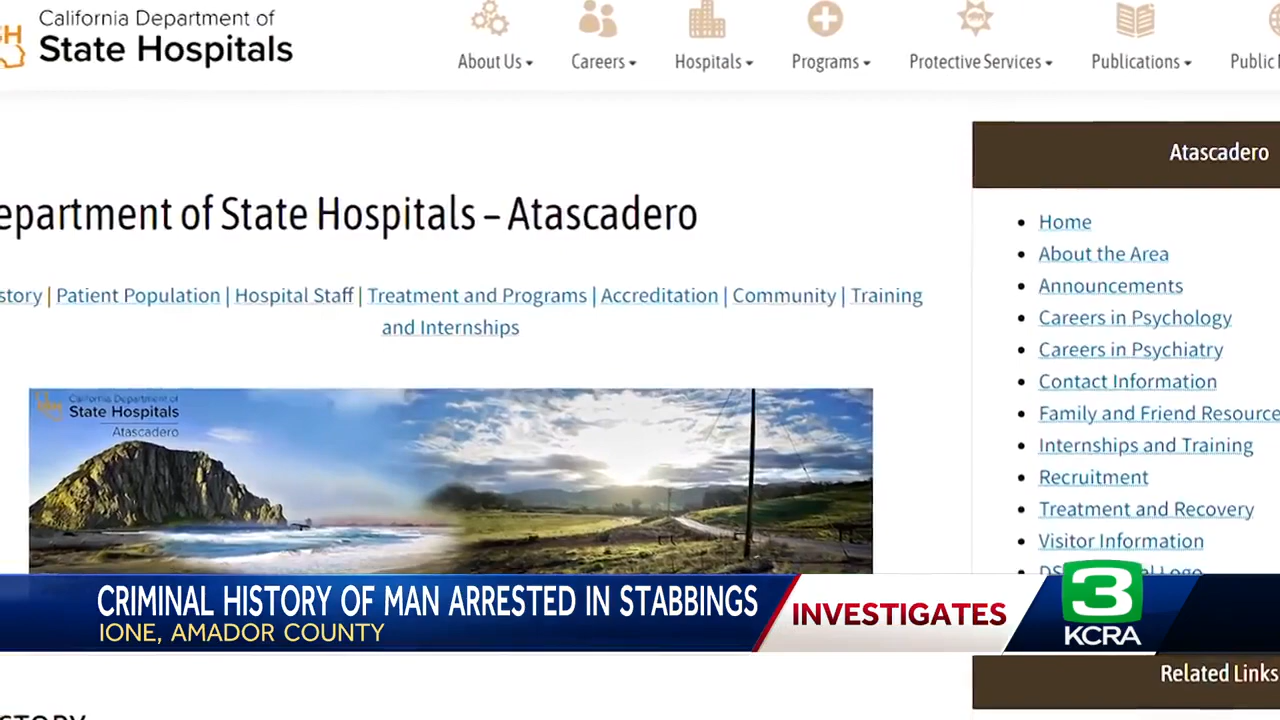 California Department of
State Hospitals
About Us
Careers
Hospitals
Programs
Protective Services
Publications
Public
epartment of State Hospitals – Atascadero
story | Patient Population | Hospital Staff | Treatment and Programs | Accreditation | Community | Training
and Internships
California Department of
State Hospitals
Atascadero
Atascadero
Home
About the Area
Announcements
Careers in Psychology
Careers in Psychiatry
Contact Information
Family and Friend Resource
Internships and Training
Recruitment
Treatment and Recovery
Visitor Information
CRIMINAL HISTORY OF MAN ARRESTED IN STABBINGS
IONE, AMADOR COUNTY
INVESTIGATES
3
KCRA
Related Links